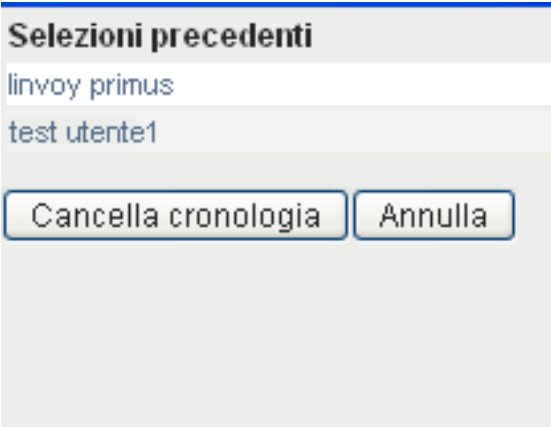 Selezioni precedenti
linvoy primus
test utente1
Cancella cronologia Annulla